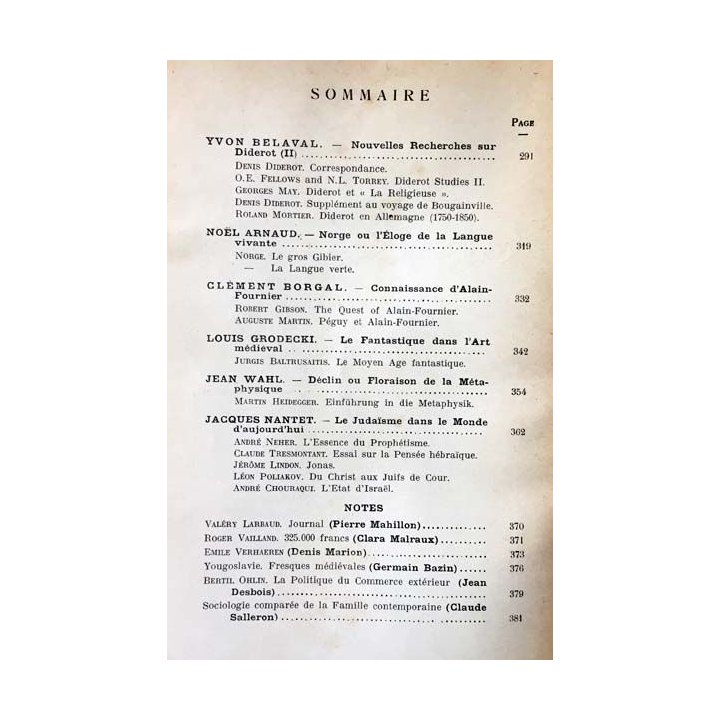 SOMMAIRE
PAGE
YVON BELAVAL. — Nouvelles Recherches sur
Diderot (II) ............ 291
DENIS DIDEROT. Correspondance.
O.E. FELLOWS and N.L. TORREY. Diderot Studies II.
GEORGES MAY. Diderot et « La Religieuse ».
DENIS DIDEROT. Supplément au voyage de Bougainville.
ROLAND MORTIER. Diderot en Allemagne (1750-1850).
NOËL ARNAUD. — Norge ou l'Éloge de la Langue
vivante ............ 319
NORGE. Le gros Gibier.
— La Langue verte.
CLÉMENT BORGAL. — Connaissance d'Alain-
Fournier ............ 332
ROBERT GIBSON. The Quest of Alain-Fournier.
AUGUSTE MARTIN. Péguy et Alain-Fournier.
LOUIS GRODECKI. — Le Fantastique dans l'Art
médiéval ............ 342
JURGIS BALTRUSAITIS. Le Moyen Age fantastique.
JEAN WAHL. — Déclin ou Floraison de la Méta-
physique ............ 354
MARTIN HEIDEGGER. Einführung in die Metaphysik.
JACQUES NANTET. — Le Judaïsme dans le Monde
d'aujourd'hui ............ 362
ANDRÉ NEHER. L'Essence du Prophétisme.
CLAUDE TRESMONTANT. Essai sur la Pensée hébraïque.
JÉRÔME LINDON. Jonas.
LÉON POLIAKOV. Du Christ aux Juifs de Cour.
ANDRÉ CHOURAQUI. L'Etat d'Israël.
NOTES
VALÉRY LARBAUD. Journal (Pierre Mahillon) ............ 370
ROGER VAILLAND. 325.000 francs (Clara Malraux) ............ 371
EMILE VERHAEREN (Denis Marion) ............ 373
Yougoslavie. Fresques médiévales (Germain Bazin) ...... 376
BERTIL OHLIN. La Politique du Commerce extérieur (Jean
Desbois) ............ 379
Sociologie comparée de la Famille contemporaine (Claude
Salleron) ............ 381